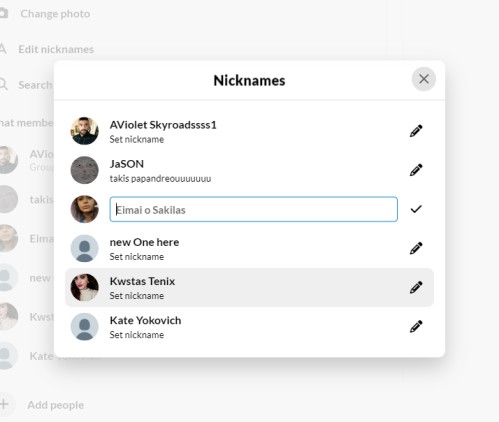 Change photo
Edit nicknames
Search
Nicknames
AViolet Skyroadssss1
Set nickname
JaSON
takis papandreouuuuuuu
Eimai o Sakilas
new One here
Set nickname
Kwstas Tenix
Set nickname
Kate Yokovich
Set nickname
hat membe
AVio
Grou
takis
Eima
new
Kwst
Kate
Add people